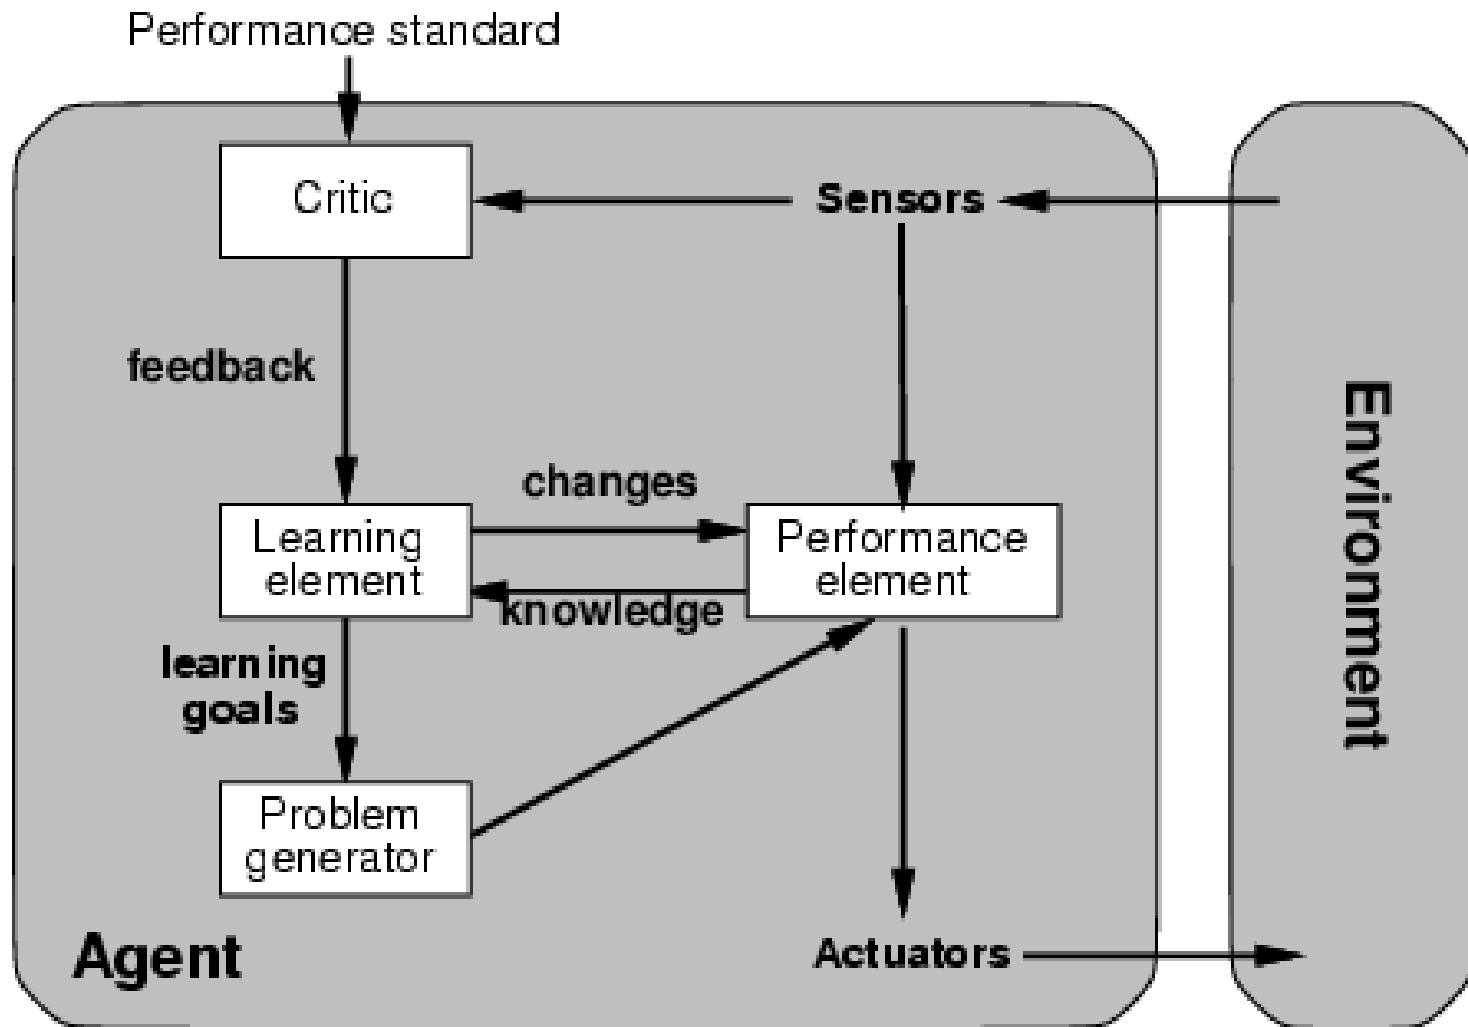 Performance standard
Critic
Sensors
feedback
changes
Learning
element
Performance
element
knowledge
learning
goals
Problem
generator
Agent
Actuators
Environment